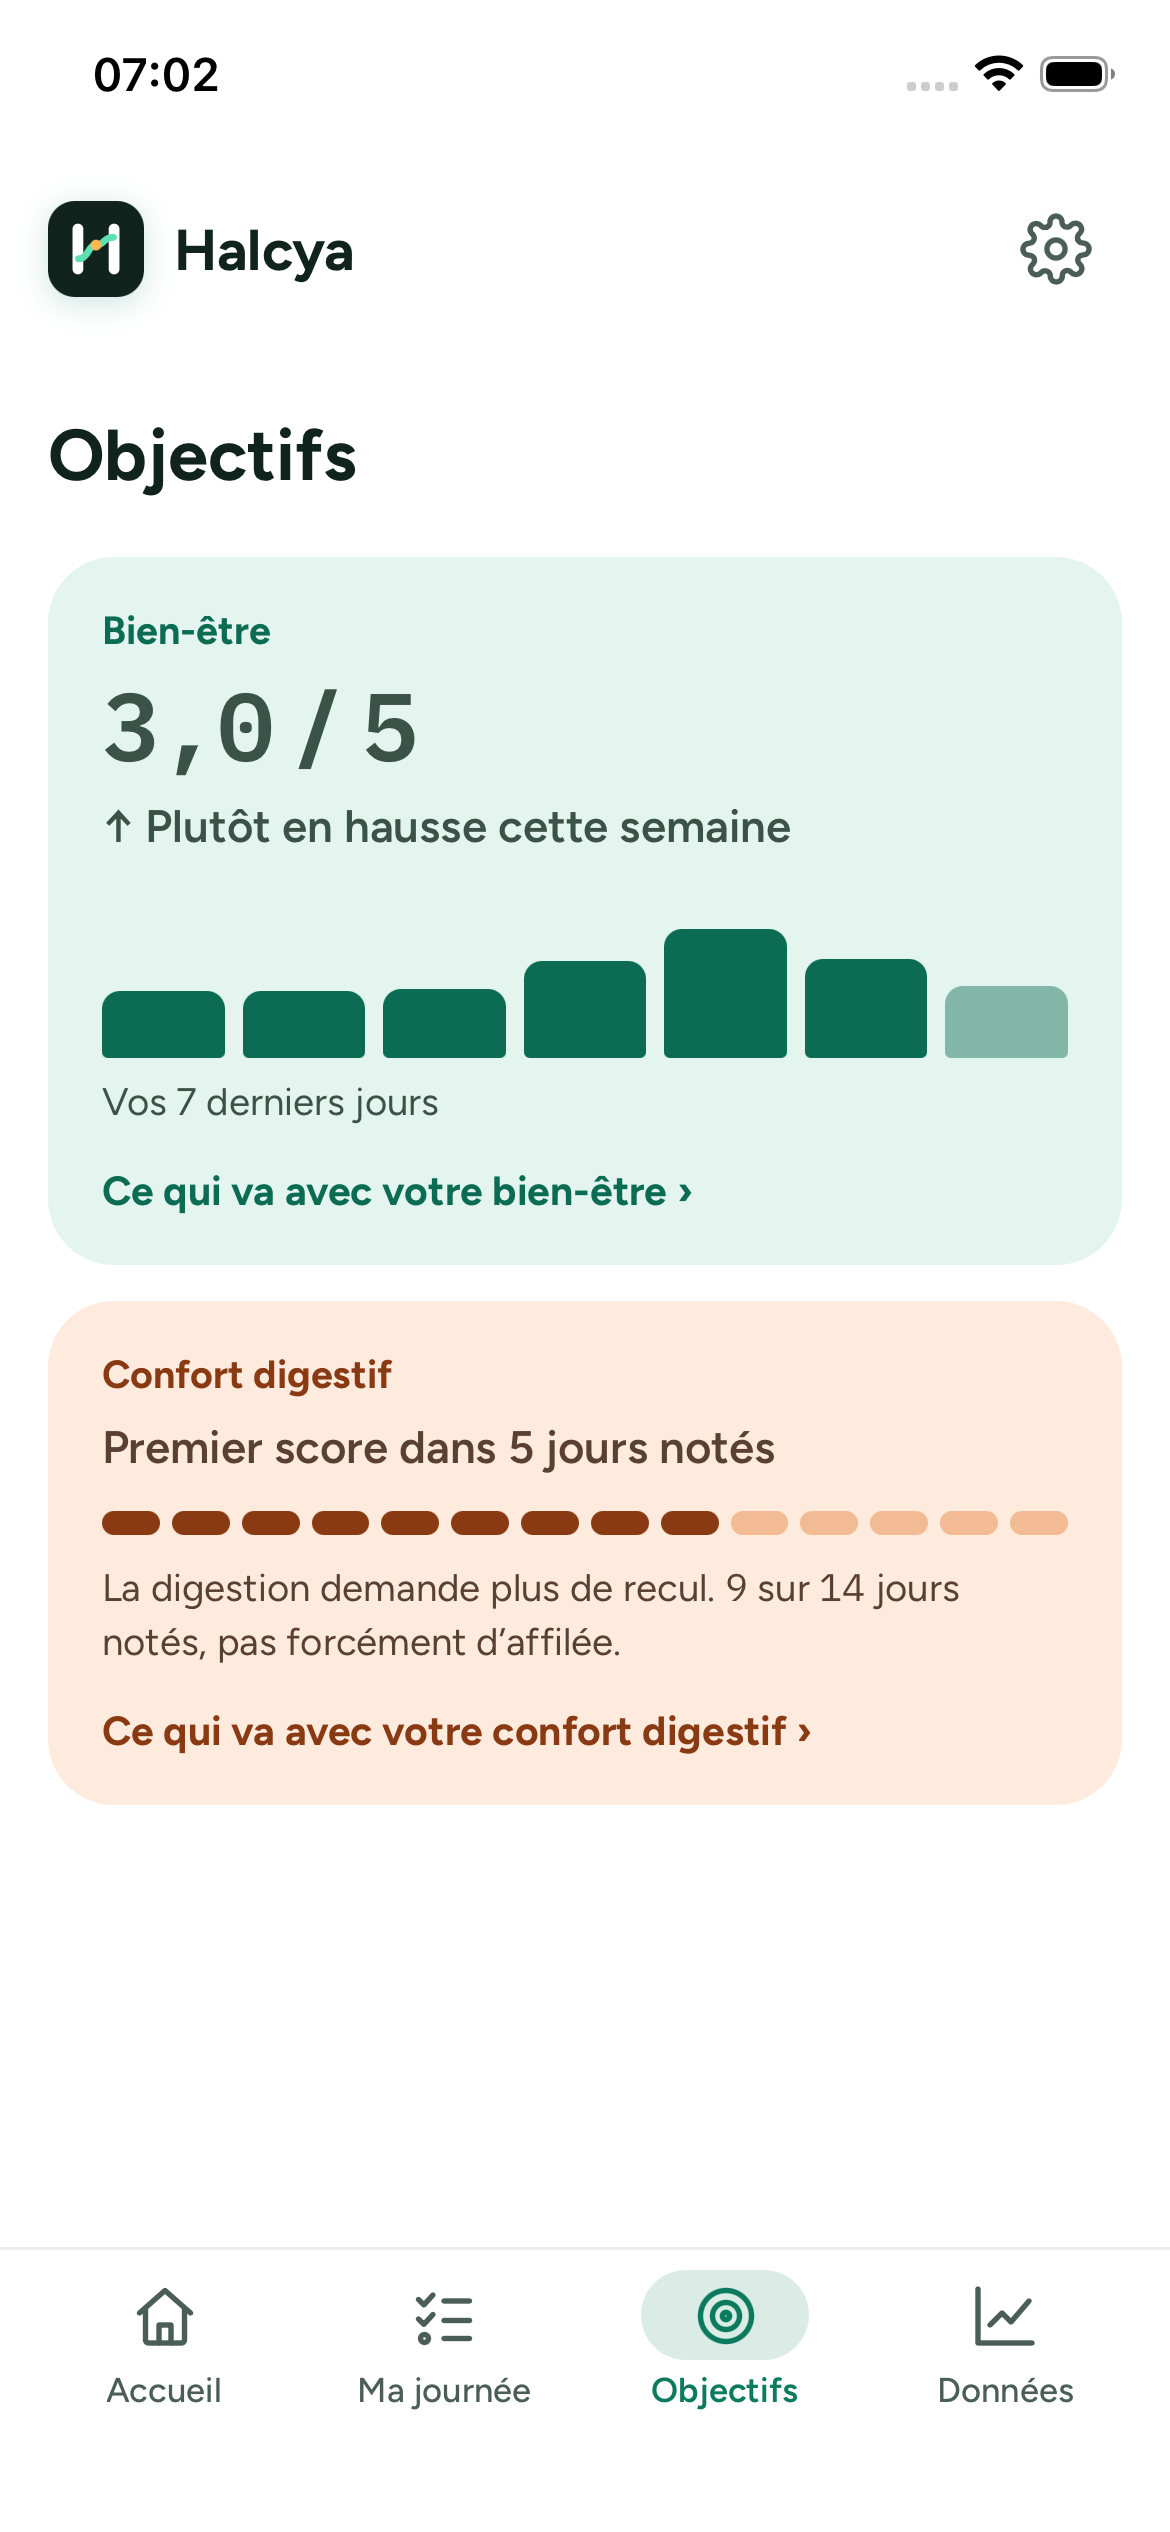 07:02
Halcya
Objectifs
Bien-être
3,0/5
↑ Plutôt en hausse cette semaine
Vos 7 derniers jours
Ce qui va avec votre bien-être ›
Confort digestif
Premier score dans 5 jours notés
La digestion demande plus de recul. 9 sur 14 jours
notés, pas forcément d’affilée.
Ce qui va avec votre confort digestif ›
Accueil
Ma journée
Objectifs
Données